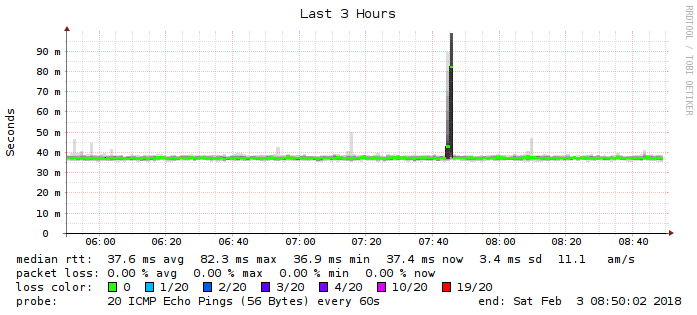 Last 3 Hours
RRDTOOL / TOBI OETIKER
Seconds
90 m
80 m
70 m
60 m
50 m
40 m
30 m
20 m
10 m
0
06:00 06:20 06:40 07:00 07:20 07:40 08:00 08:20 08:40
median rtt: 37.6 ms avg 82.3 ms max 36.9 ms min 37.4 ms now 3.4 ms sd 11.1 am/s
packet loss: 0.00 % avg 0.00 % max 0.00 % min 0.00 % now
loss color: 0 1/20 2/20 3/20 4/20 10/20 19/20
probe: 20 ICMP Echo Pings (56 Bytes) every 60s end: Sat Feb 3 08:50:02 2018